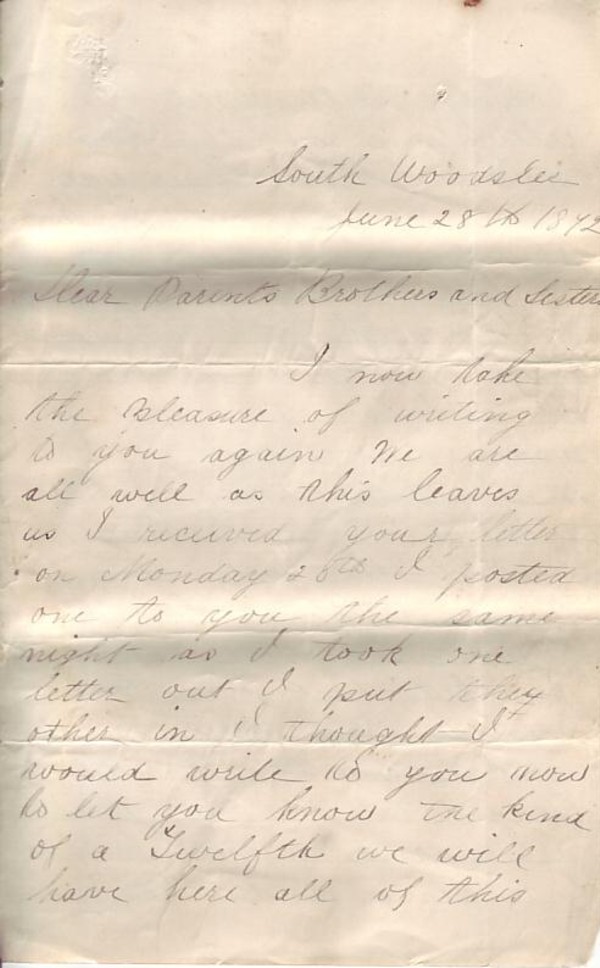 South Woodslee
June 28th 1892
Dear Parents Brothers and Sisters
I now take
the pleasure of writing
to you again We are
all well as this leaves
us I received your letter
on Monday I posted
one to you the same
night as I took one
letter out I put they
other in I thought I
would write to you now
to let you know the kind
of a Twelfth we will
have here all of this